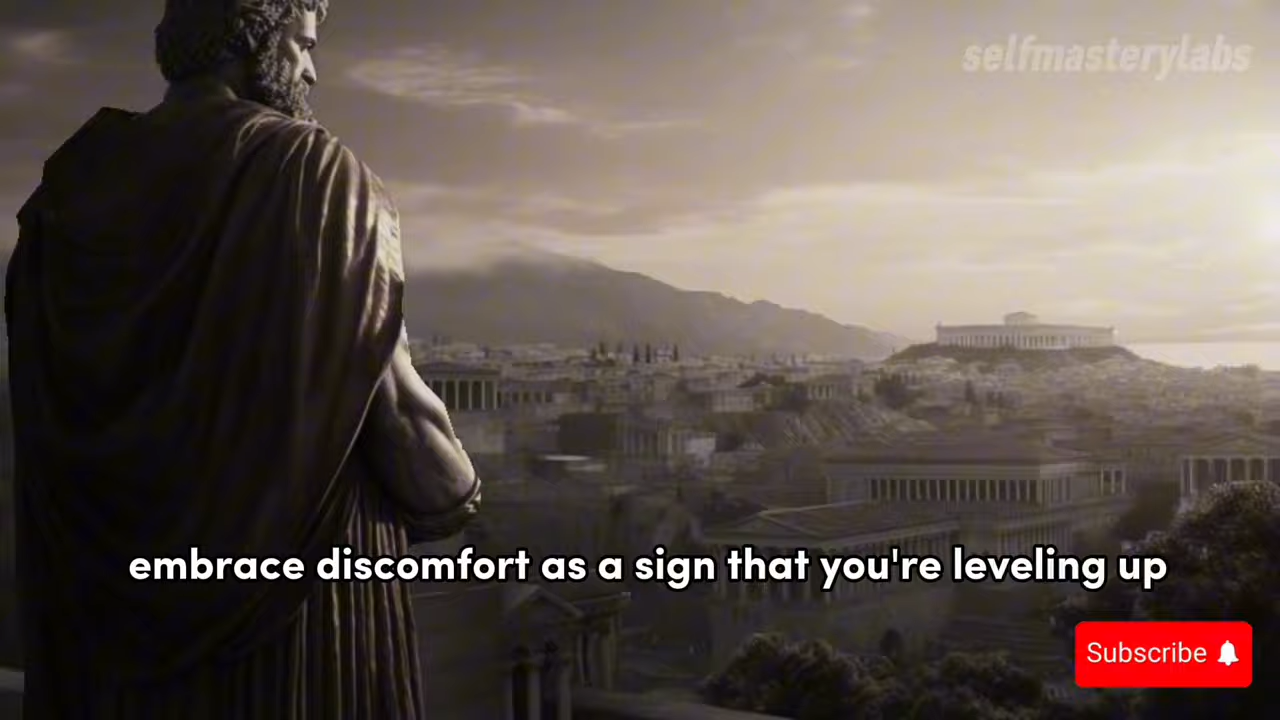 selfmasterylabs
embrace discomfort as a sign that you're leveling up
Subscribe